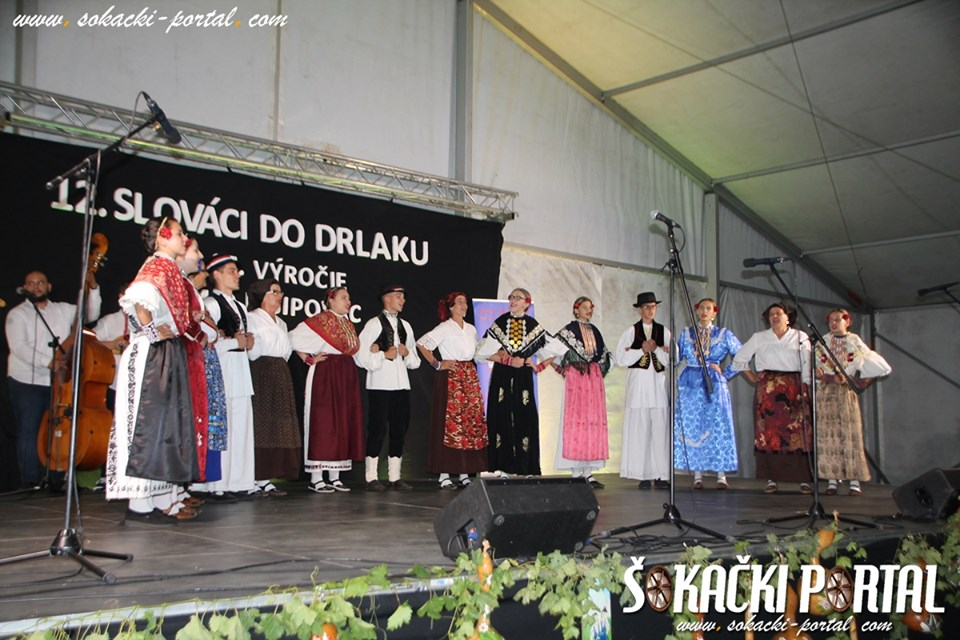 www.sokacki-portal.com
12. SLOVÁCI DO DRLAKU
VÝROČIE
ŠOKAČKI PORTAL
www.sokacki-portal.com